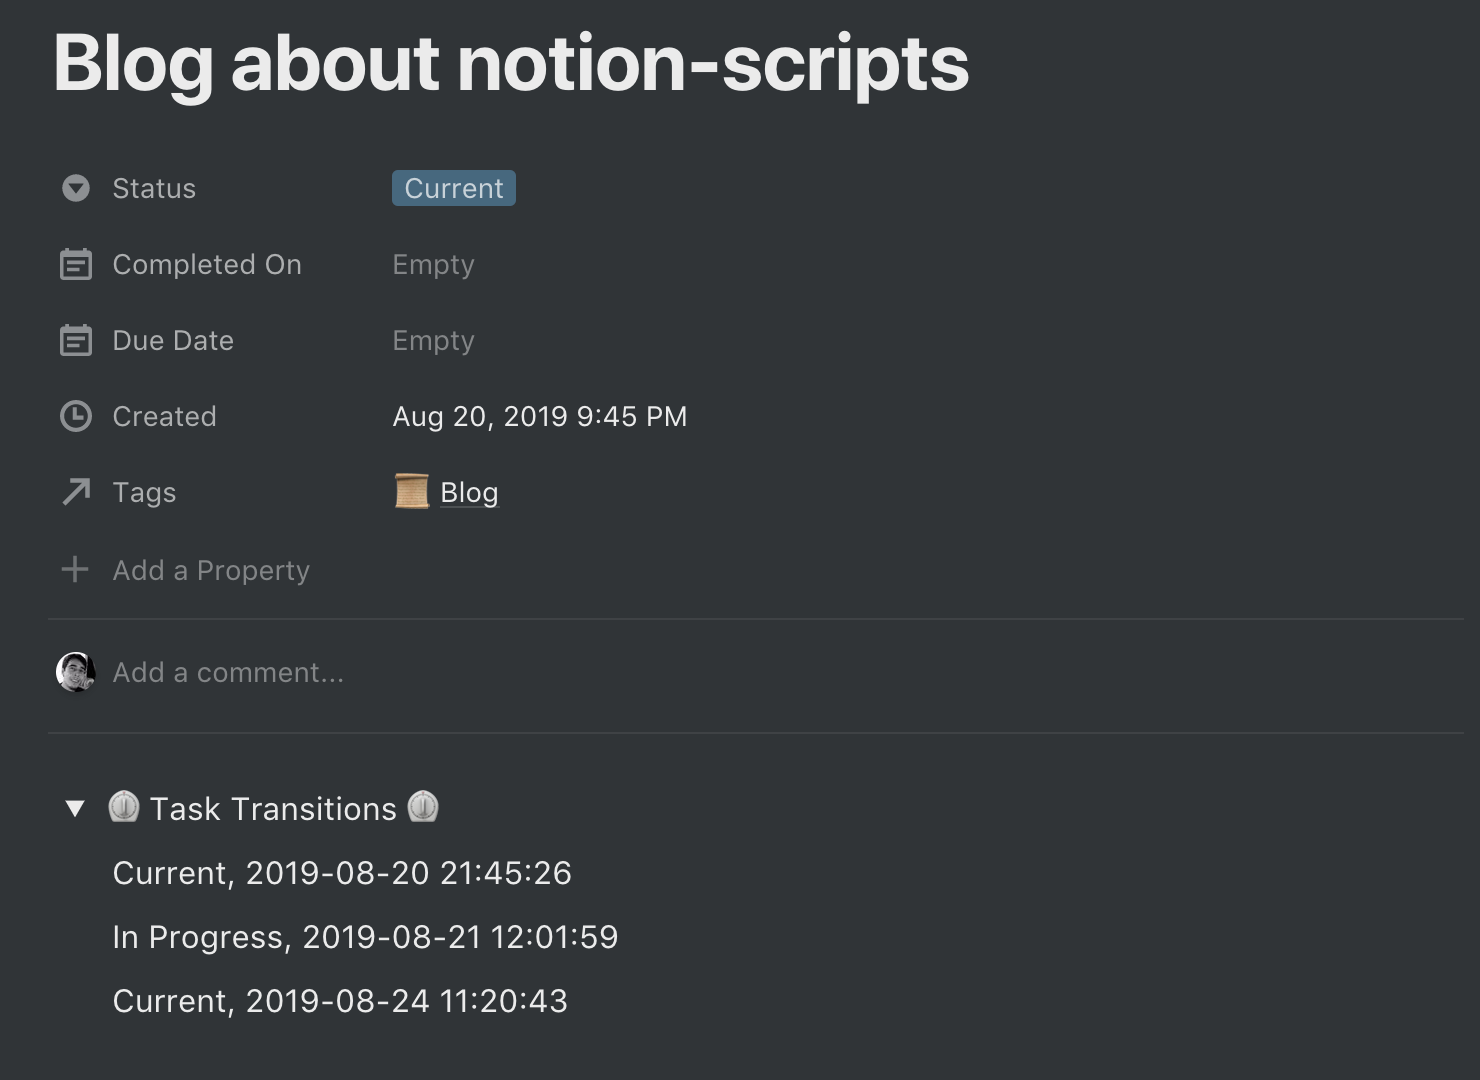 Blog about notion-scripts
Status Current
Completed On Empty
Due Date Empty
Created Aug 20, 2019 9:45 PM
Tags Blog
Add a Property
Add a comment...
Task Transitions
Current, 2019-08-20 21:45:26
In Progress, 2019-08-21 12:01:59
Current, 2019-08-24 11:20:43